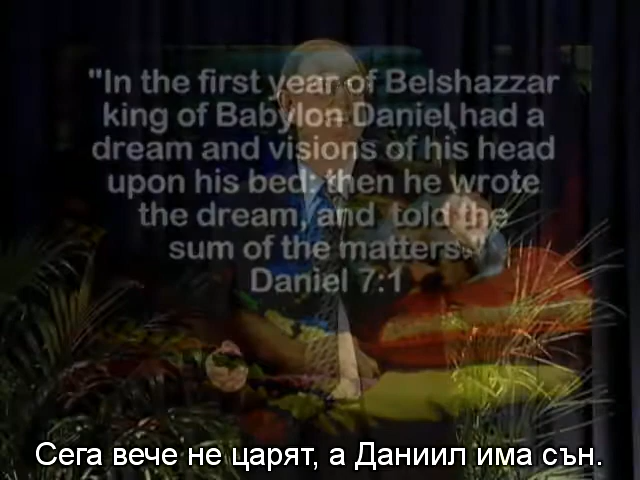 "In the first year of Belshazzar
king of Babylon Daniel had a
dream and visions of his head
upon his bed: then he wrote
the dream, and told the
sum of the matters.
Daniel 7:1
Сега вече не царят, а Даниил има сън.